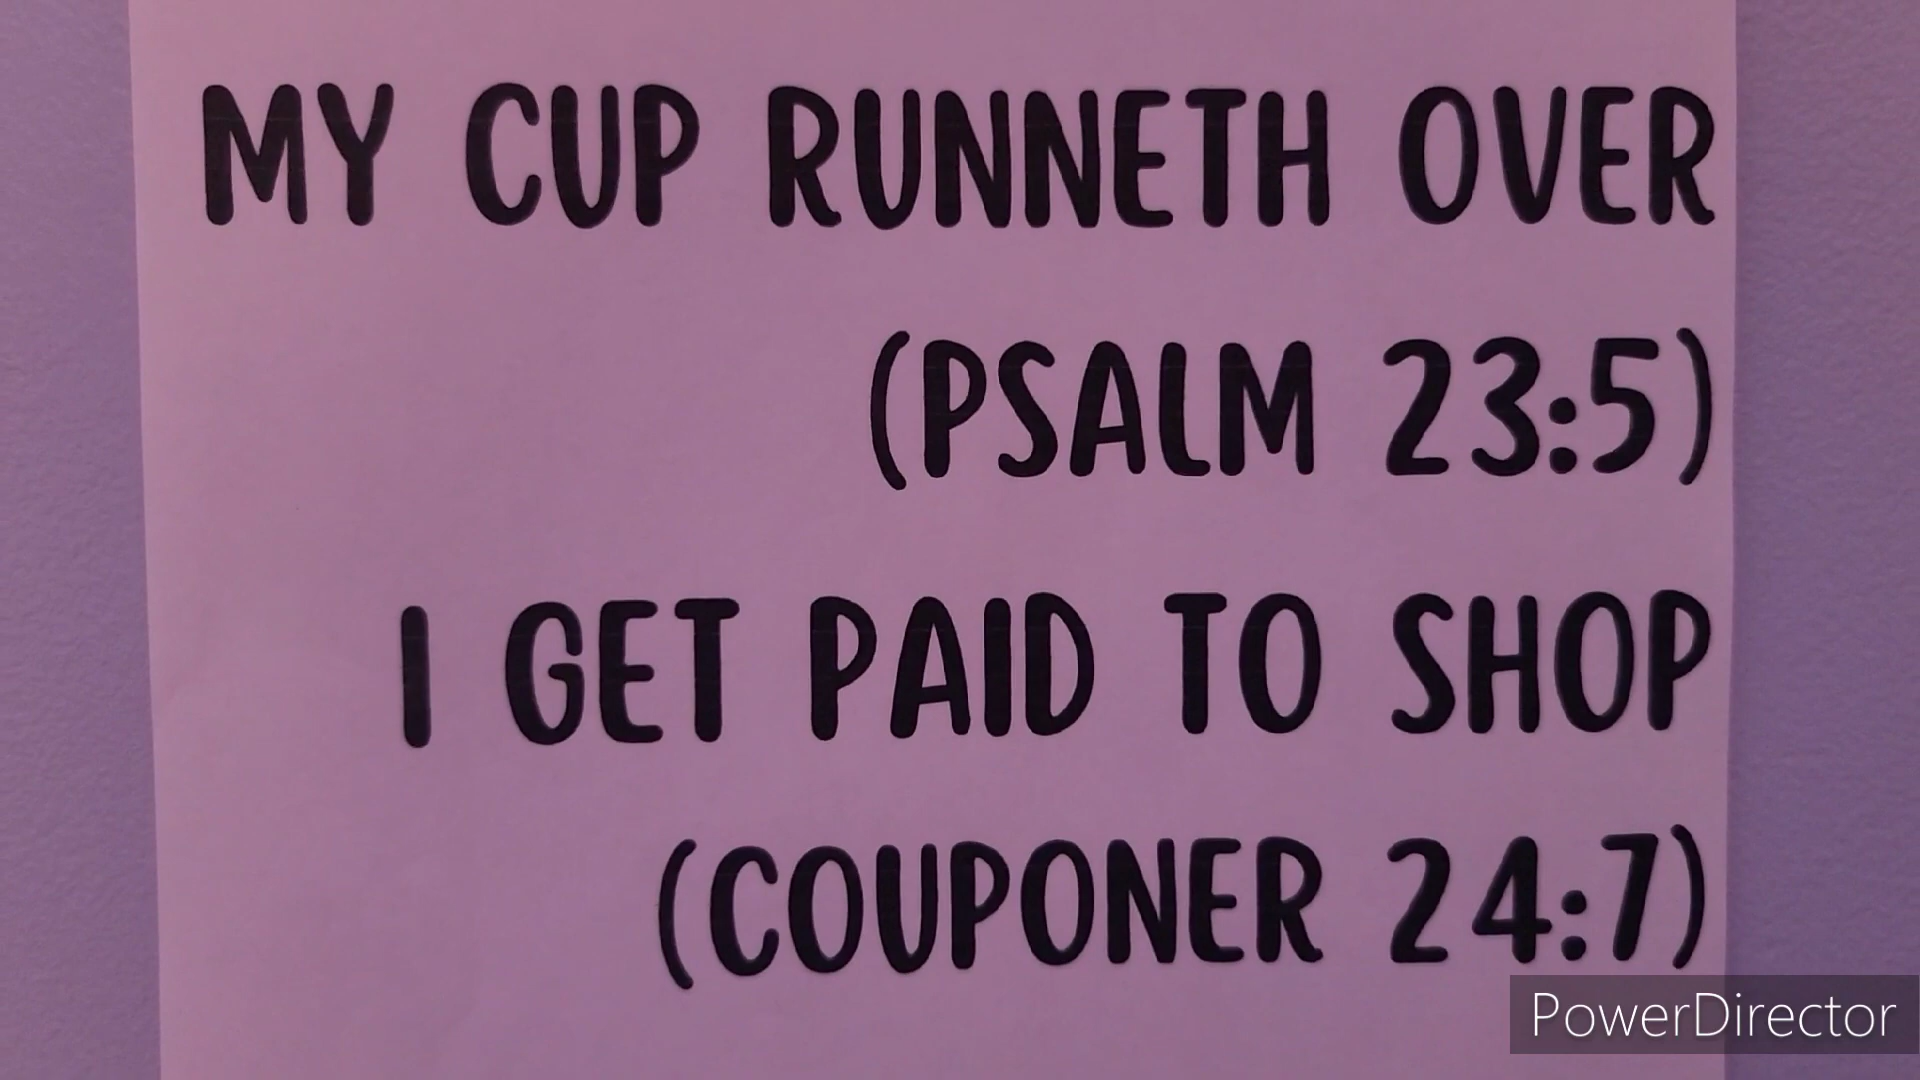 MY CUP RUNNETH OVER
(PSALM 23:5)
I GET PAID TO SHOP
(COUPONER 24:7)
PowerDirector